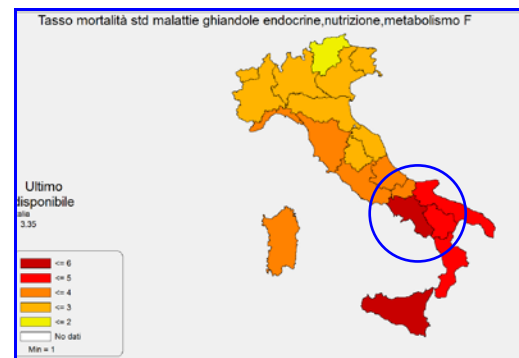 Tasso mortalità std malattie ghiandole endocrine,nutrizione,metabolismo F
Ultimo
disponibile
alia
3.35
<= 6
<= 5
<= 4
<= 3
<= 2
No dati
Min = 1